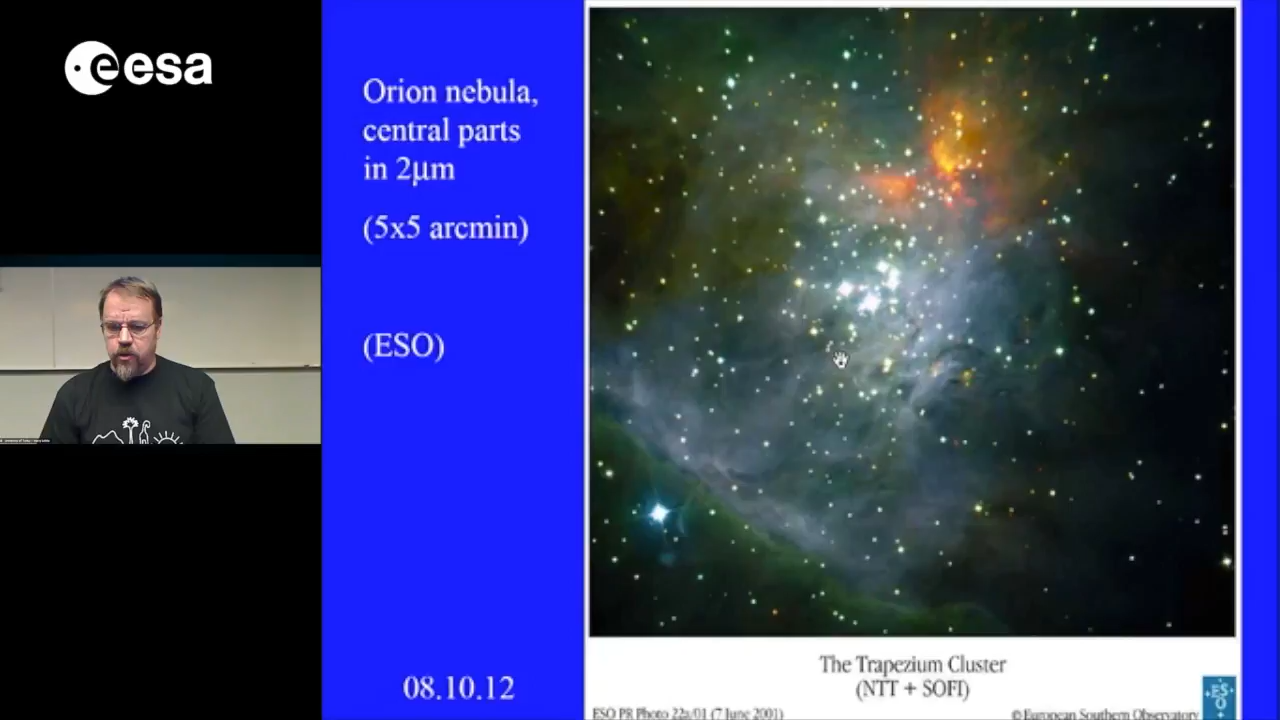 esa
Orion nebula,
central parts
in 2μm
(5x5 arcmin)
(ESO)
08.10.12
The Trapezium Cluster
(NTT + SOFI)
ESO PR Photo 22a/01 (7 June 2001)
© European Southern Observatory
ES
O